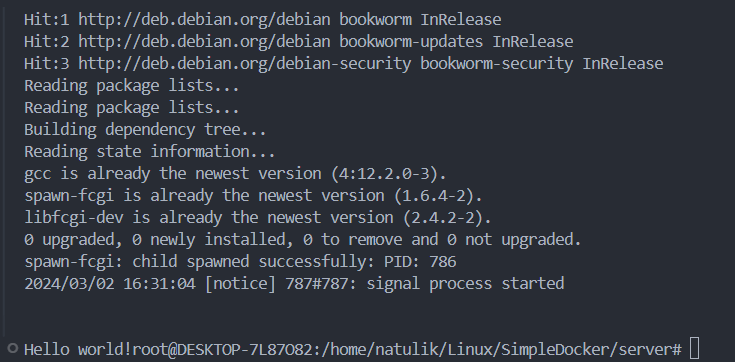 Hit:1 http://deb.debian.org/debian bookworm InRelease
Hit:2 http://deb.debian.org/debian bookworm-updates InRelease
Hit:3 http://deb.debian.org/debian-security bookworm-security InRelease
Reading package lists...
Reading package lists...
Building dependency tree...
Reading state information...
gcc is already the newest version (4:12.2.0-3).
spawn-fcgi is already the newest version (1.6.4-2).
libfcgi-dev is already the newest version (2.4.2-2).
0 upgraded, 0 newly installed, 0 to remove and 0 not upgraded.
spawn-fcgi: child spawned successfully: PID: 786
2024/03/02 16:31:04 [notice] 787#787: signal process started
Hello world!root@DESKTOP-7L87O82:/home/natulik/Linux/SimpleDocker/server#